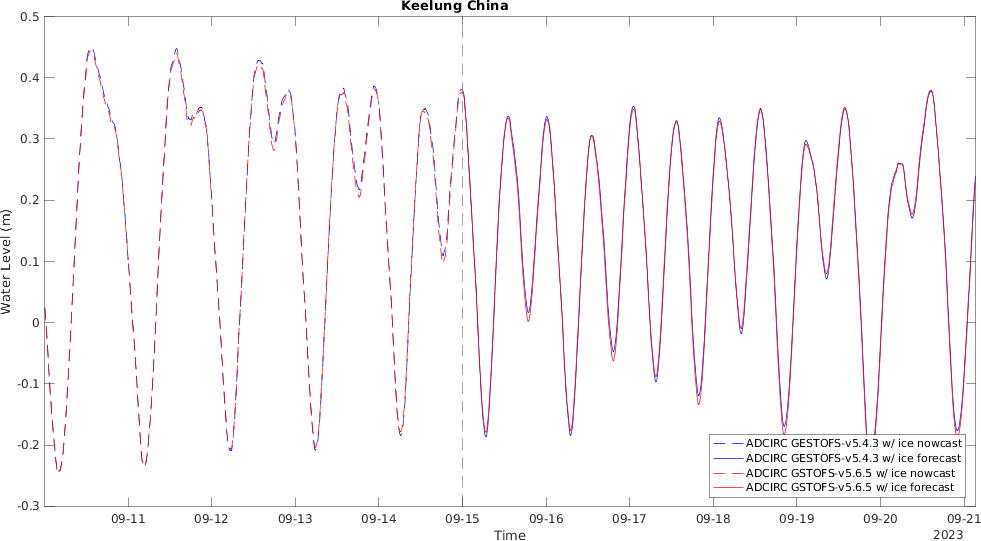 Keelung China
0.5
0.4
0.3
0.2
0.1
0
-0.1
-0.2
-0.3
Water Level (m)
09-11 09-12 09-13 09-14 09-15 09-16 09-17 09-18 09-19 09-20 09-21
2023
Time
ADCIRC GESTOFS-v5.4.3 w/ ice nowcast
ADCIRC GESTOFS-v5.4.3 w/ ice forecast
ADCIRC GSTOFS-v5.6.5 w/ ice nowcast
ADCIRC GSTOFS-v5.6.5 w/ ice forecast